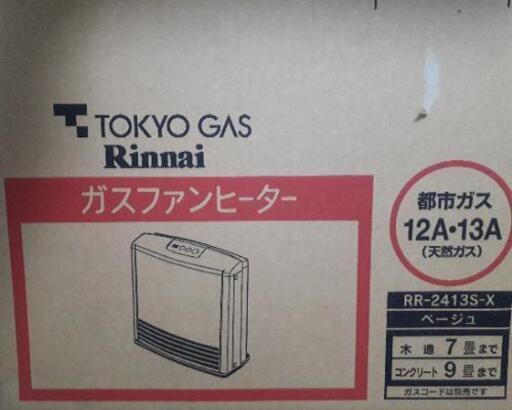 TOKYO GAS
Rinnai
ガスファンヒーター
都市ガス
12A・13A
(天然ガス)
RR-2413S-X
ベージュ
木造 7畳まで
コンクリート 9畳まで
ガスコードは別売です